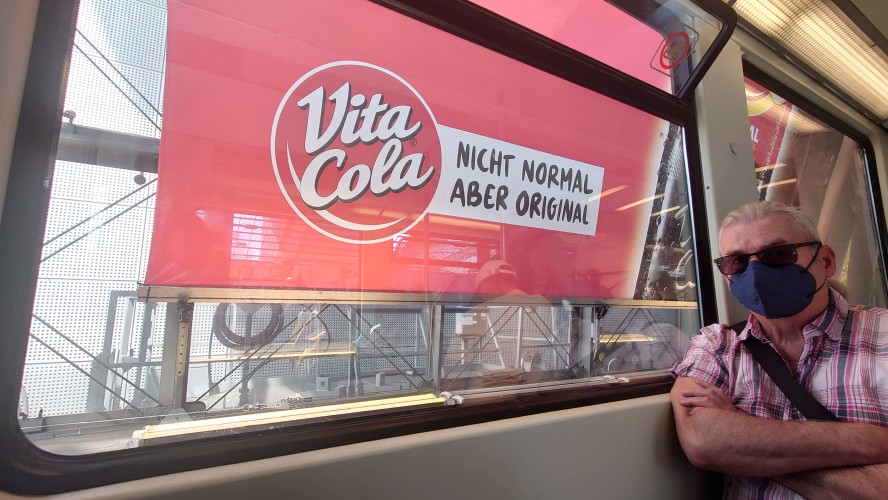 Vita
Cola
NICHT NORMAL
ABER ORIGINAL